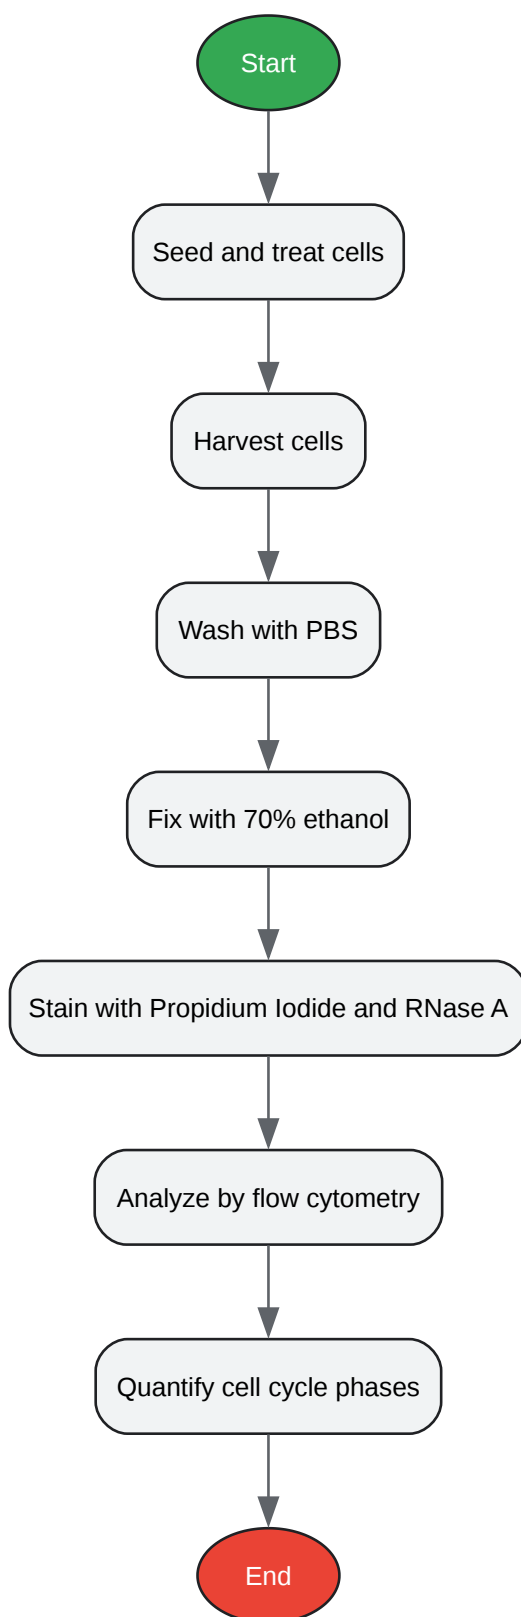 Start
Seed and treat cells
Harvest cells
Wash with PBS
Fix with 70% ethanol
Stain with Propidium Iodide and RNase A
Analyze by flow cytometry
Quantify cell cycle phases
End